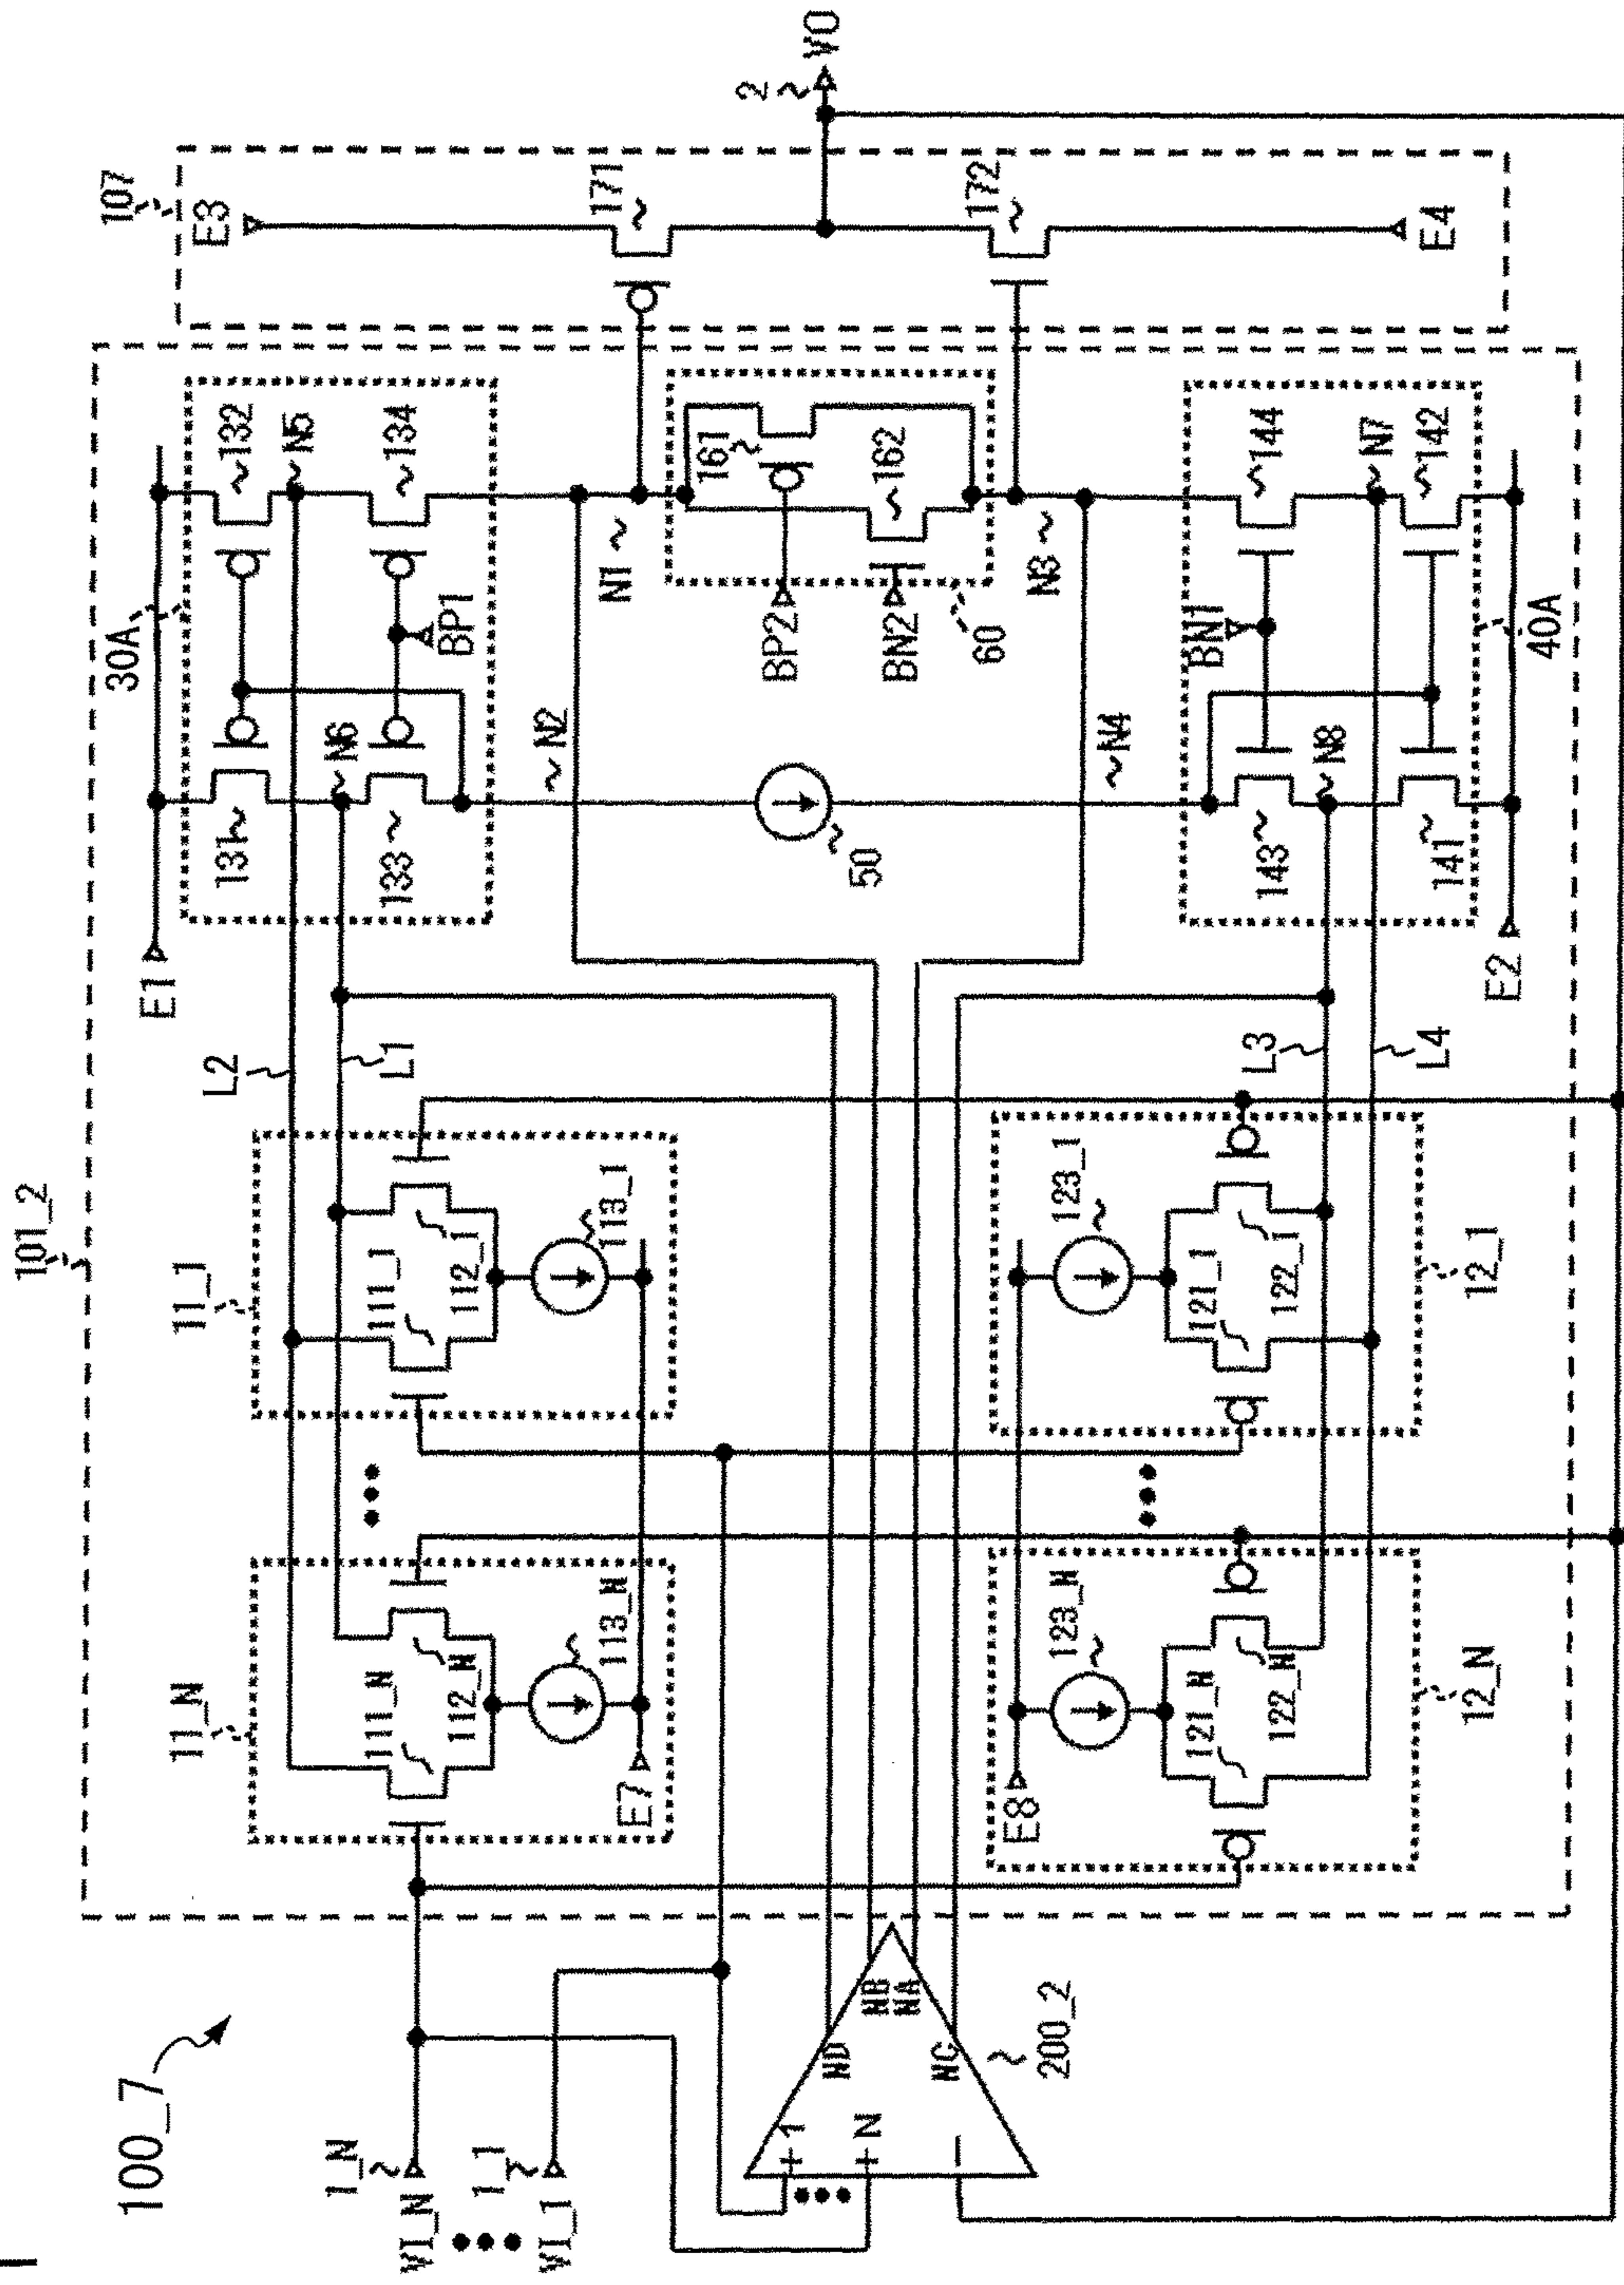 100_7
101_2
107
30A
E1
11_N
11_1
E3
L2
131
132
N5
VI_N
1_N
N6
VI_1
1_1
111_N
111_1
L1
133
134
BP1
112_N
112_1
N2
N1
171
E7
113_N
113_1
161
+1
ND
BP2
2
VO
+N
NB
50
162
NA
BN2
−
NC
60
172
E8
200_2
123_N
123_1
N3
121_N
121_1
N4
122_N
122_1
L3
BN1
143
144
N8
N7
E4
12_N
12_1
L4
141
142
E2
40A